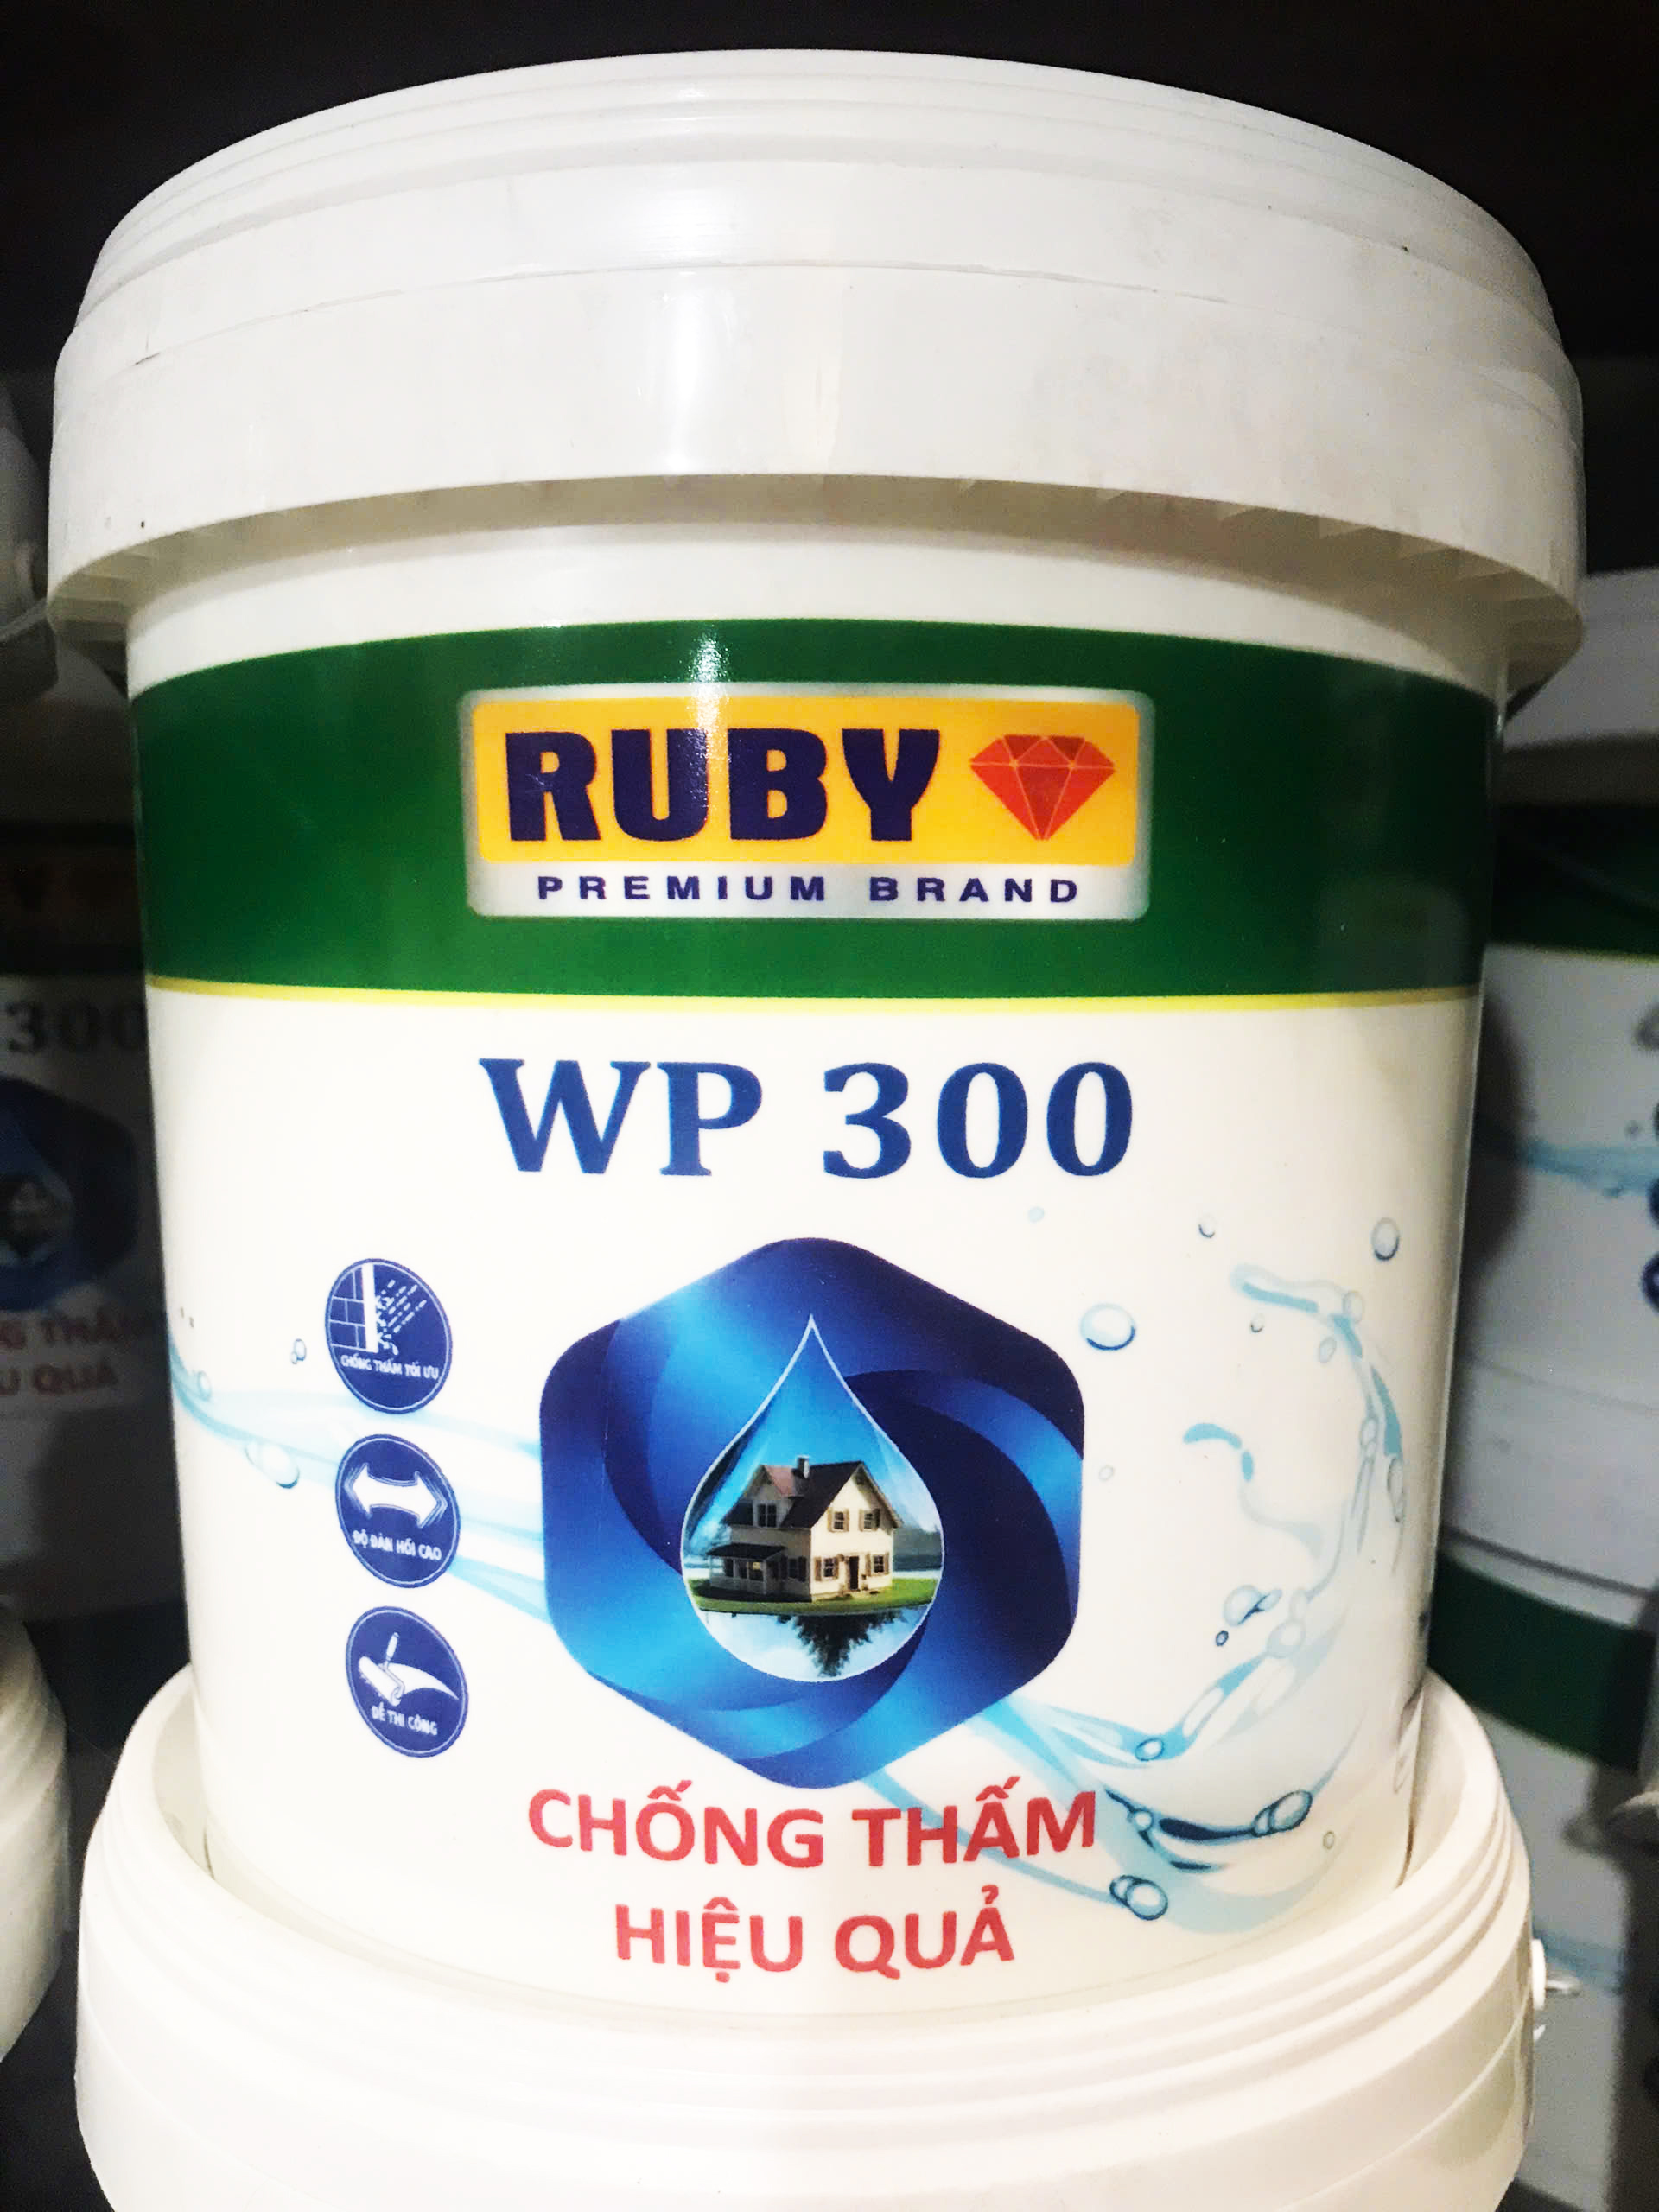 RUBY
PREMIUM BRAND
WP 300
CHỐNG THẤM TỐI ƯU
ĐỘ ĐÀN HỒI CAO
DỄ THI CÔNG
CHỐNG THẤM
HIỆU QUẢ
300